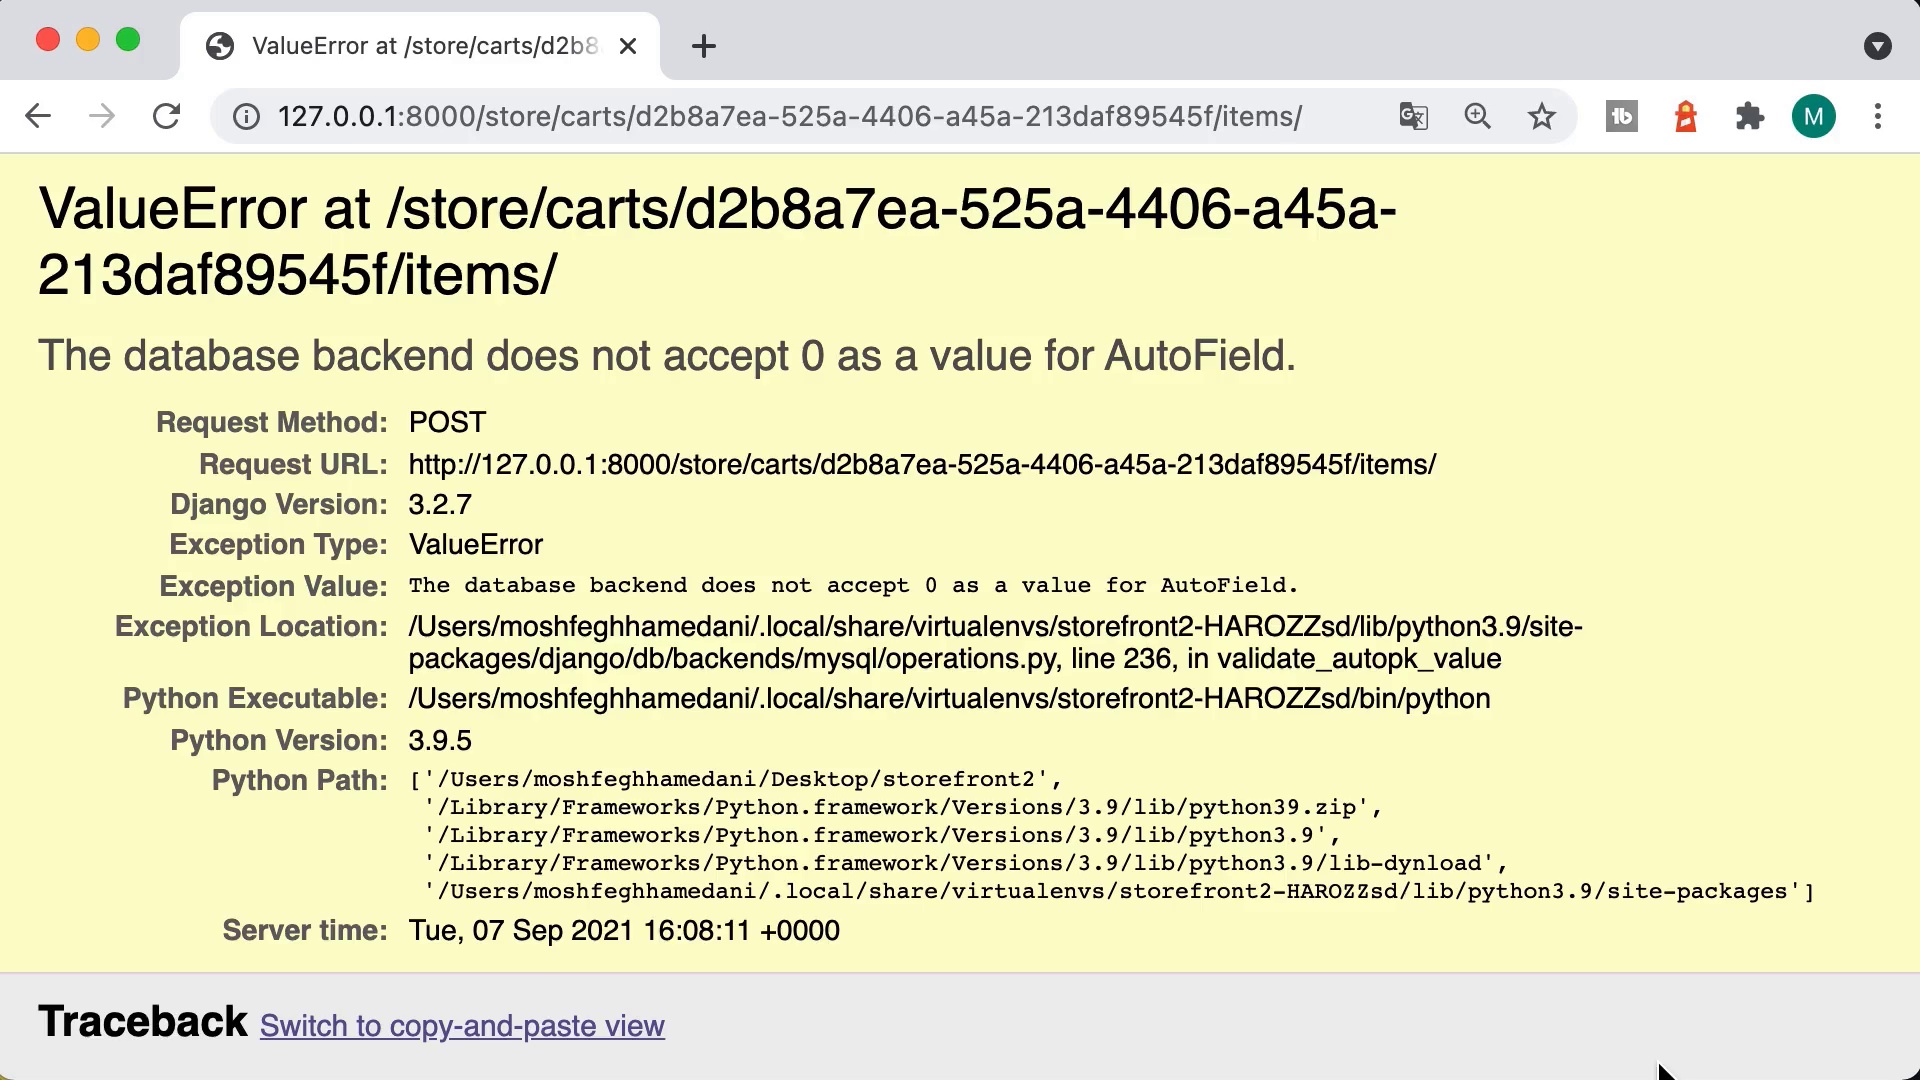 ValueError at /store/carts/d2b8
127.0.0.1:8000/store/carts/d2b8a7ea-525a-4406-a45a-213daf89545f/items/
tb
M
ValueError at /store/carts/d2b8a7ea-525a-4406-a45a-
213daf89545f/items/
The database backend does not accept 0 as a value for AutoField.
Request Method: POST
Request URL: http://127.0.0.1:8000/store/carts/d2b8a7ea-525a-4406-a45a-213daf89545f/items/
Django Version: 3.2.7
Exception Type: ValueError
Exception Value: The database backend does not accept 0 as a value for AutoField.
Exception Location: /Users/moshfeghhamedani/.local/share/virtualenvs/storefront2-HAROZZsd/lib/python3.9/site-
packages/django/db/backends/mysql/operations.py, line 236, in validate_autopk_value
Python Executable: /Users/moshfeghhamedani/.local/share/virtualenvs/storefront2-HAROZZsd/bin/python
Python Version: 3.9.5
Python Path: ['/Users/moshfeghhamedani/Desktop/storefront2',
'/Library/Frameworks/Python.framework/Versions/3.9/lib/python39.zip',
'/Library/Frameworks/Python.framework/Versions/3.9/lib/python3.9',
'/Library/Frameworks/Python.framework/Versions/3.9/lib/python3.9/lib-dynload',
'/Users/moshfeghhamedani/.local/share/virtualenvs/storefront2-HAROZZsd/lib/python3.9/site-packages']
Server time: Tue, 07 Sep 2021 16:08:11 +0000
Traceback Switch to copy-and-paste view